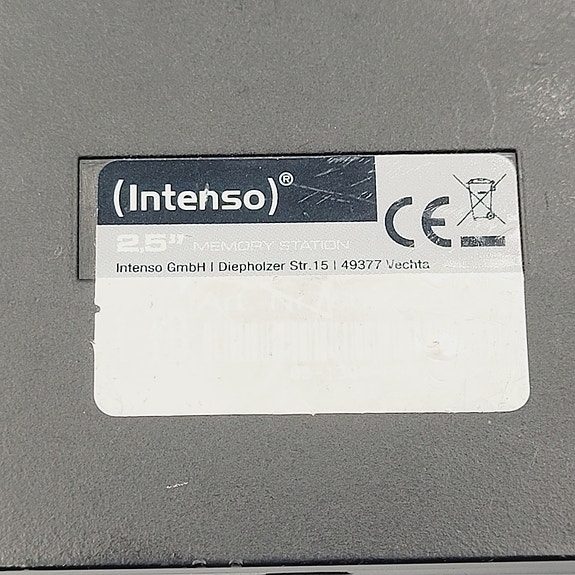 (Intenso)®
CE
2,5" MEMORY STATION
Intenso GmbH | Diepholzer Str.15 | 49377 Vechta